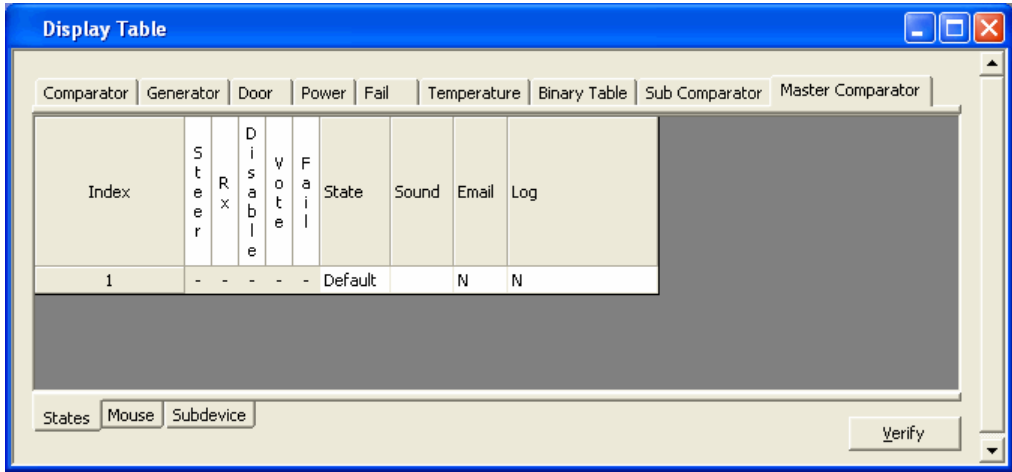 Display Table
Comparator Generator Door Power Fail Temperature Binary Table Sub Comparator Master Comparator
Index Steer Rx Disable Vote Fail State Sound Email Log
1 - - - - - Default N N
States Mouse Subdevice
Verify